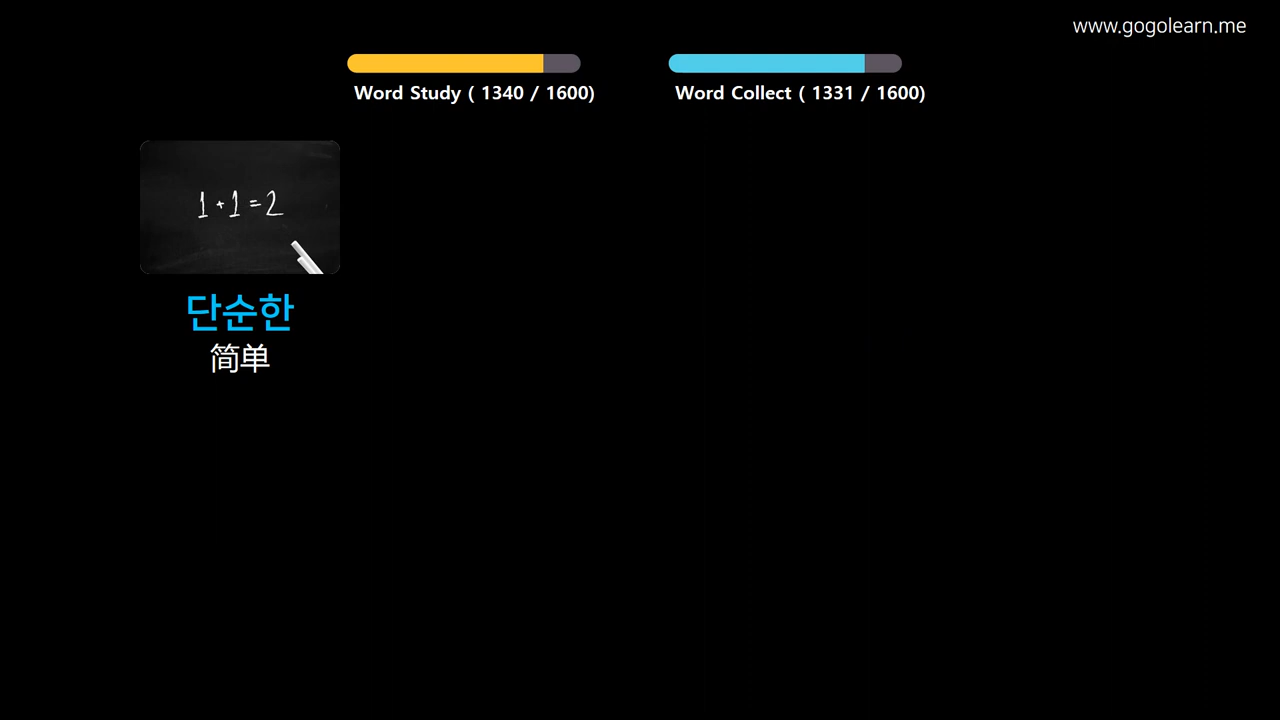 www.gogolearn.me
Word Study ( 1340 / 1600)
Word Collect ( 1331 / 1600)
1+1=2
단순한
简单